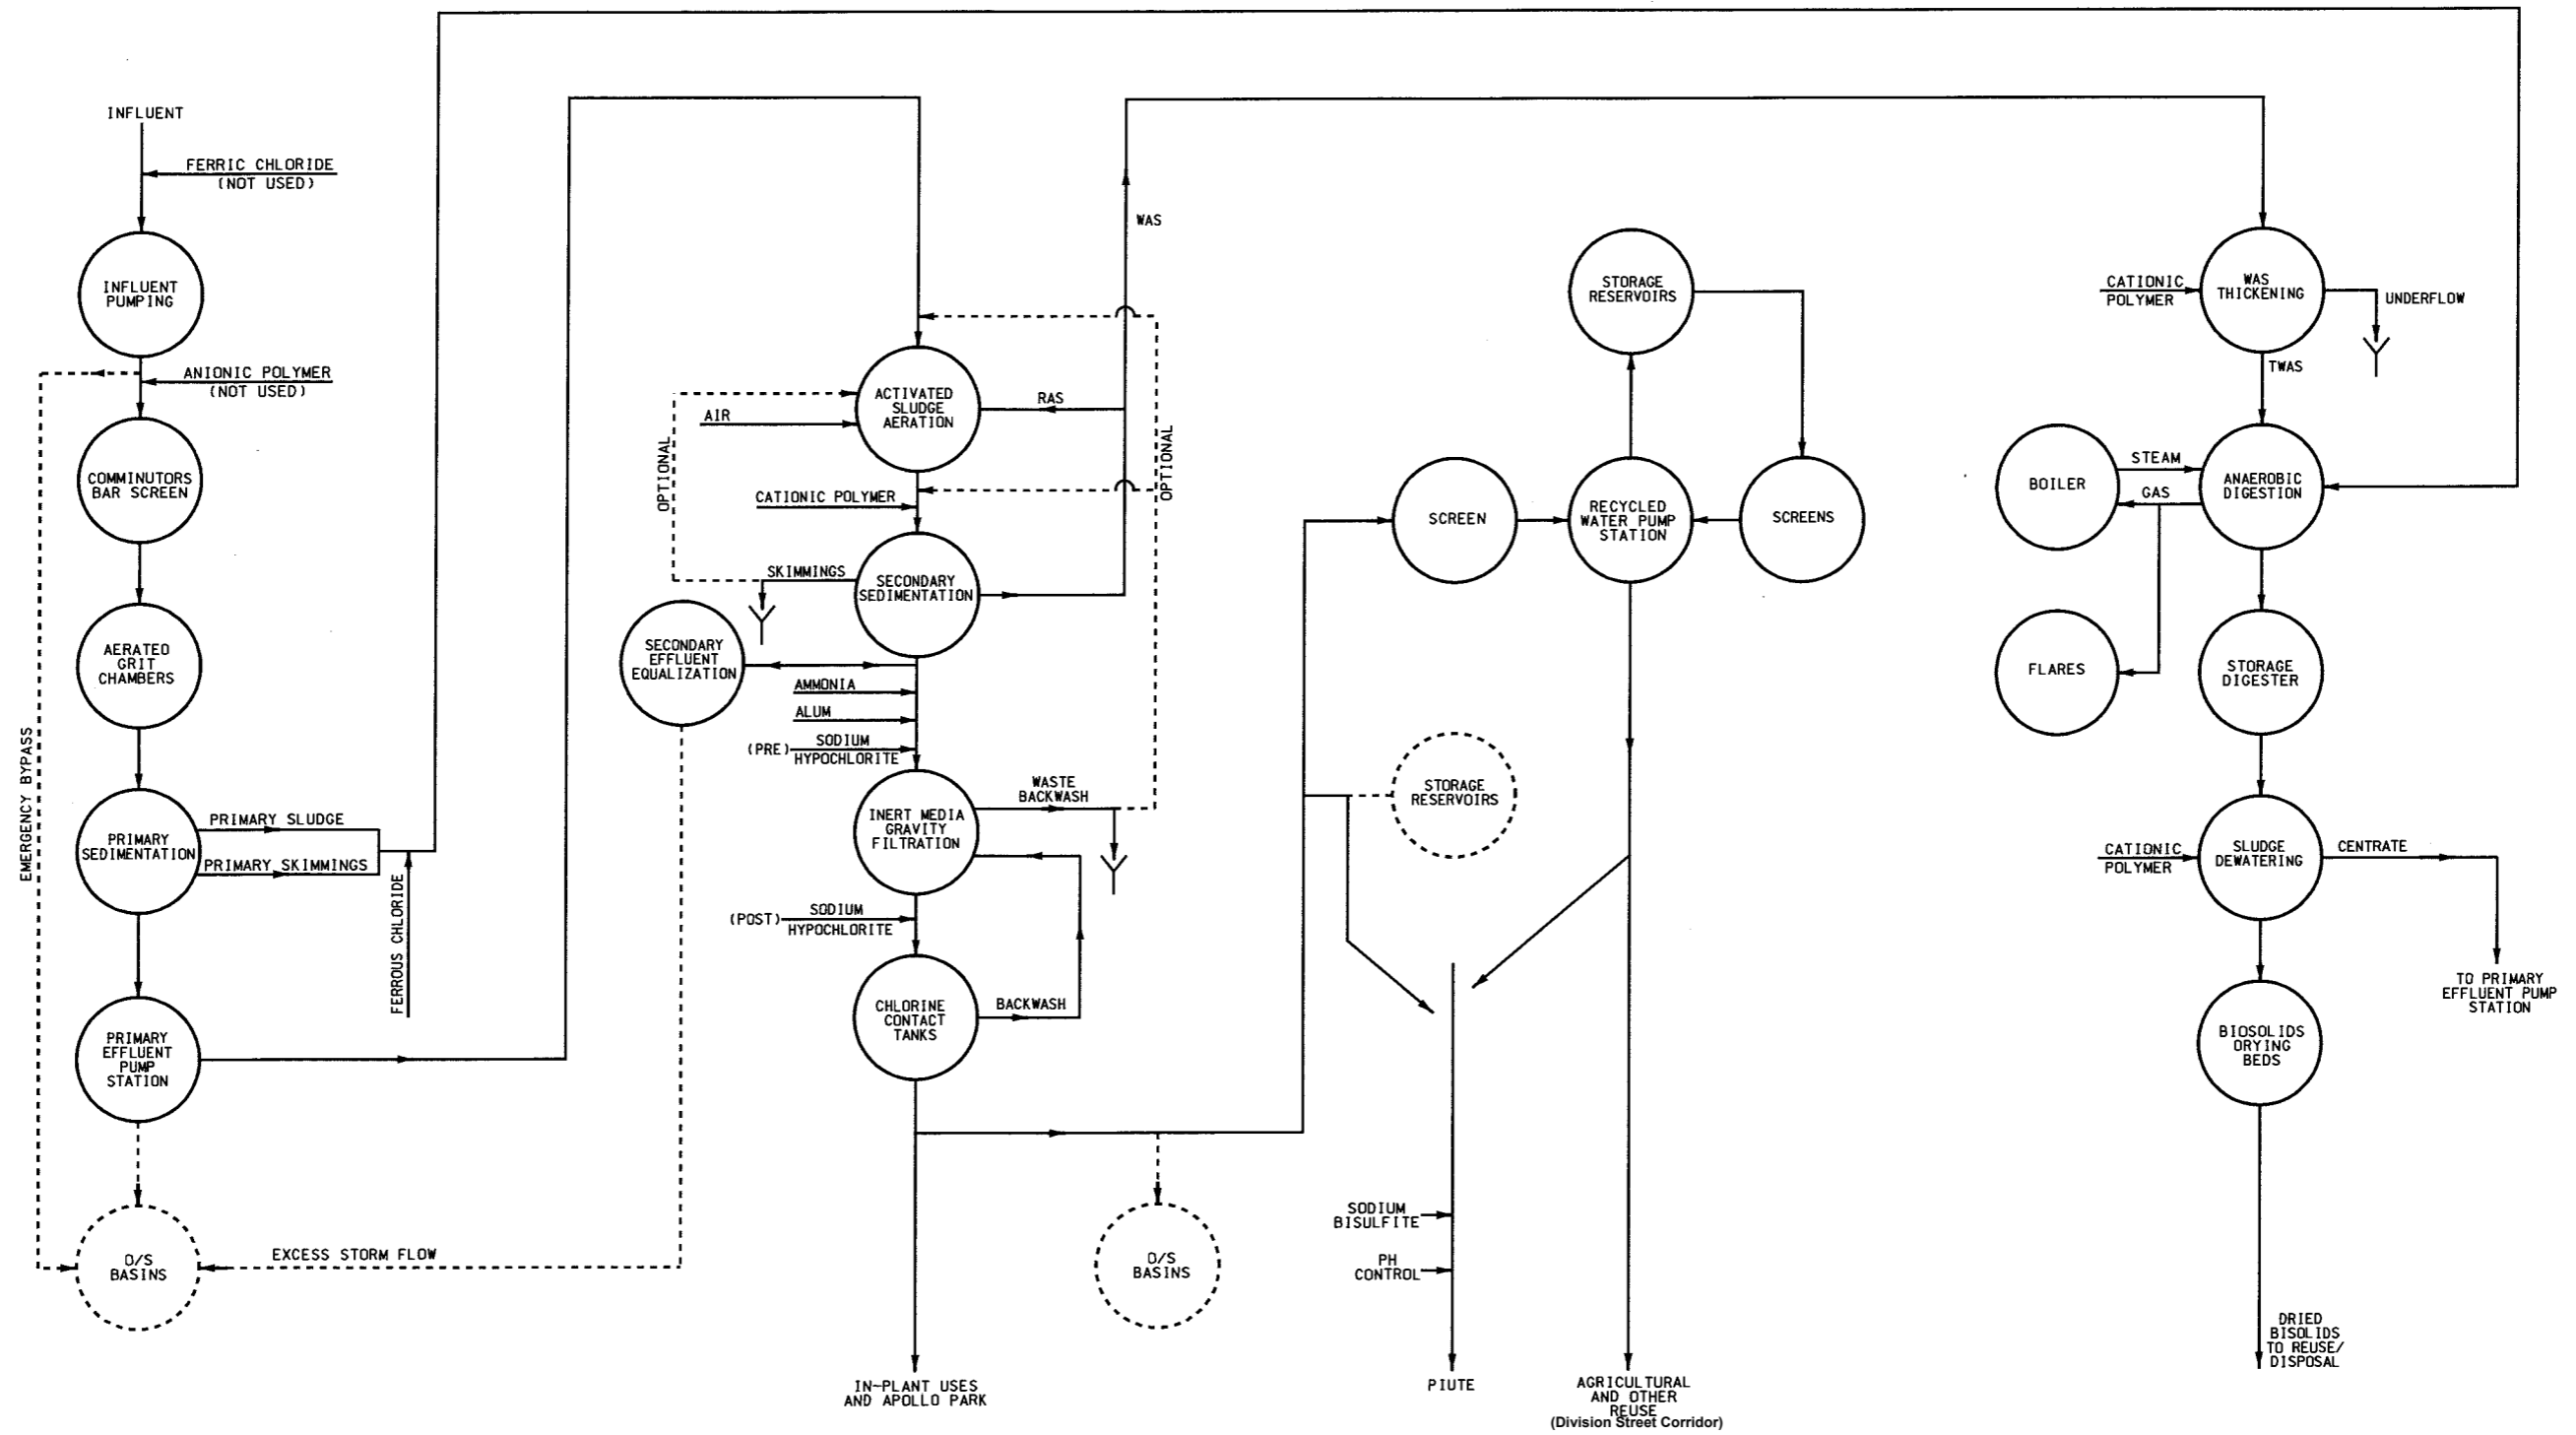 INFLUENT
FERRIC CHLORIDE
(NOT USED)
INFLUENT
PUMPING
ANIONIC POLYMER
(NOT USED)
COMMINUTORS
BAR SCREEN
AERATED
GRIT
CHAMBERS
EMERGENCY BYPASS
PRIMARY
SEDIMENTATION
PRIMARY SLUDGE
PRIMARY SKIMMINGS
FERROUS CHLORIDE
PRIMARY
EFFLUENT
PUMP
STATION
O/S
BASINS
EXCESS STORM FLOW
ACTIVATED
SLUDGE
AERATION
AIR
RAS
WAS
OPTIONAL
OPTIONAL
CATIONIC POLYMER
SKIMMINGS
SECONDARY
SEDIMENTATION
SECONDARY
EFFLUENT
EQUALIZATION
AMMONIA
ALUM
(PRE) SODIUM
HYPOCHLORITE
INERT MEDIA
GRAVITY
FILTRATION
WASTE
BACKWASH
(POST) SODIUM
HYPOCHLORITE
CHLORINE
CONTACT
TANKS
BACKWASH
O/S
BASINS
IN-PLANT USES
AND APOLLO PARK
STORAGE
RESERVOIRS
SCREEN
RECYCLED
WATER PUMP
STATION
SCREENS
STORAGE
RESERVOIRS
SODIUM
BISULFITE
PH
CONTROL
PIUTE
AGRICULTURAL
AND OTHER
REUSE
(Division Street Corridor)
CATIONIC
POLYMER
WAS
THICKENING
UNDERFLOW
TWAS
BOILER
STEAM
GAS
ANAEROBIC
DIGESTION
FLARES
STORAGE
DIGESTER
CATIONIC
POLYMER
SLUDGE
DEWATERING
CENTRATE
TO PRIMARY
EFFLUENT PUMP
STATION
BIOSOLIDS
DRYING
BEDS
DRIED
BISOLIDS
TO REUSE/
DISPOSAL